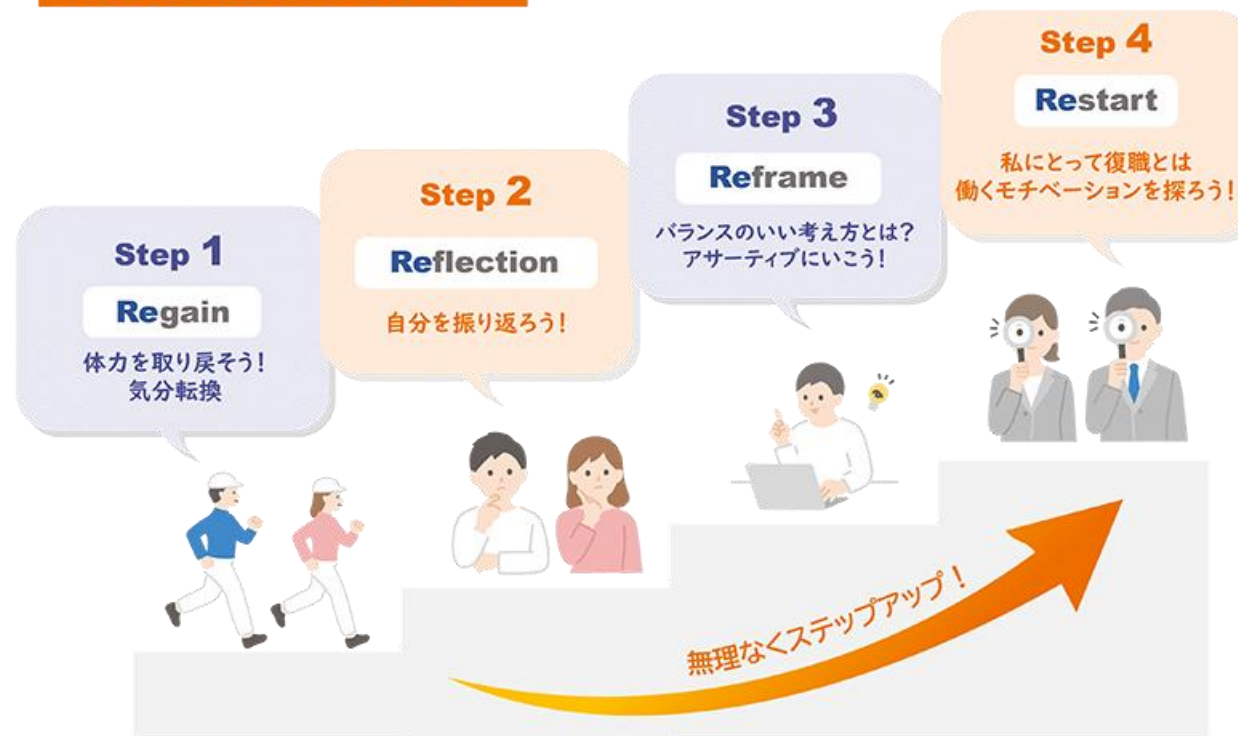 Step 1
Regain
体力を取り戻そう！
気分転換
Step 2
Reflection
自分を振り返ろう！
Step 3
Reframe
バランスのいい考え方とは？
アサーティブにいこう！
Step 4
Restart
私にとって復職とは
働くモチベーションを探ろう！
無理なくステップアップ！